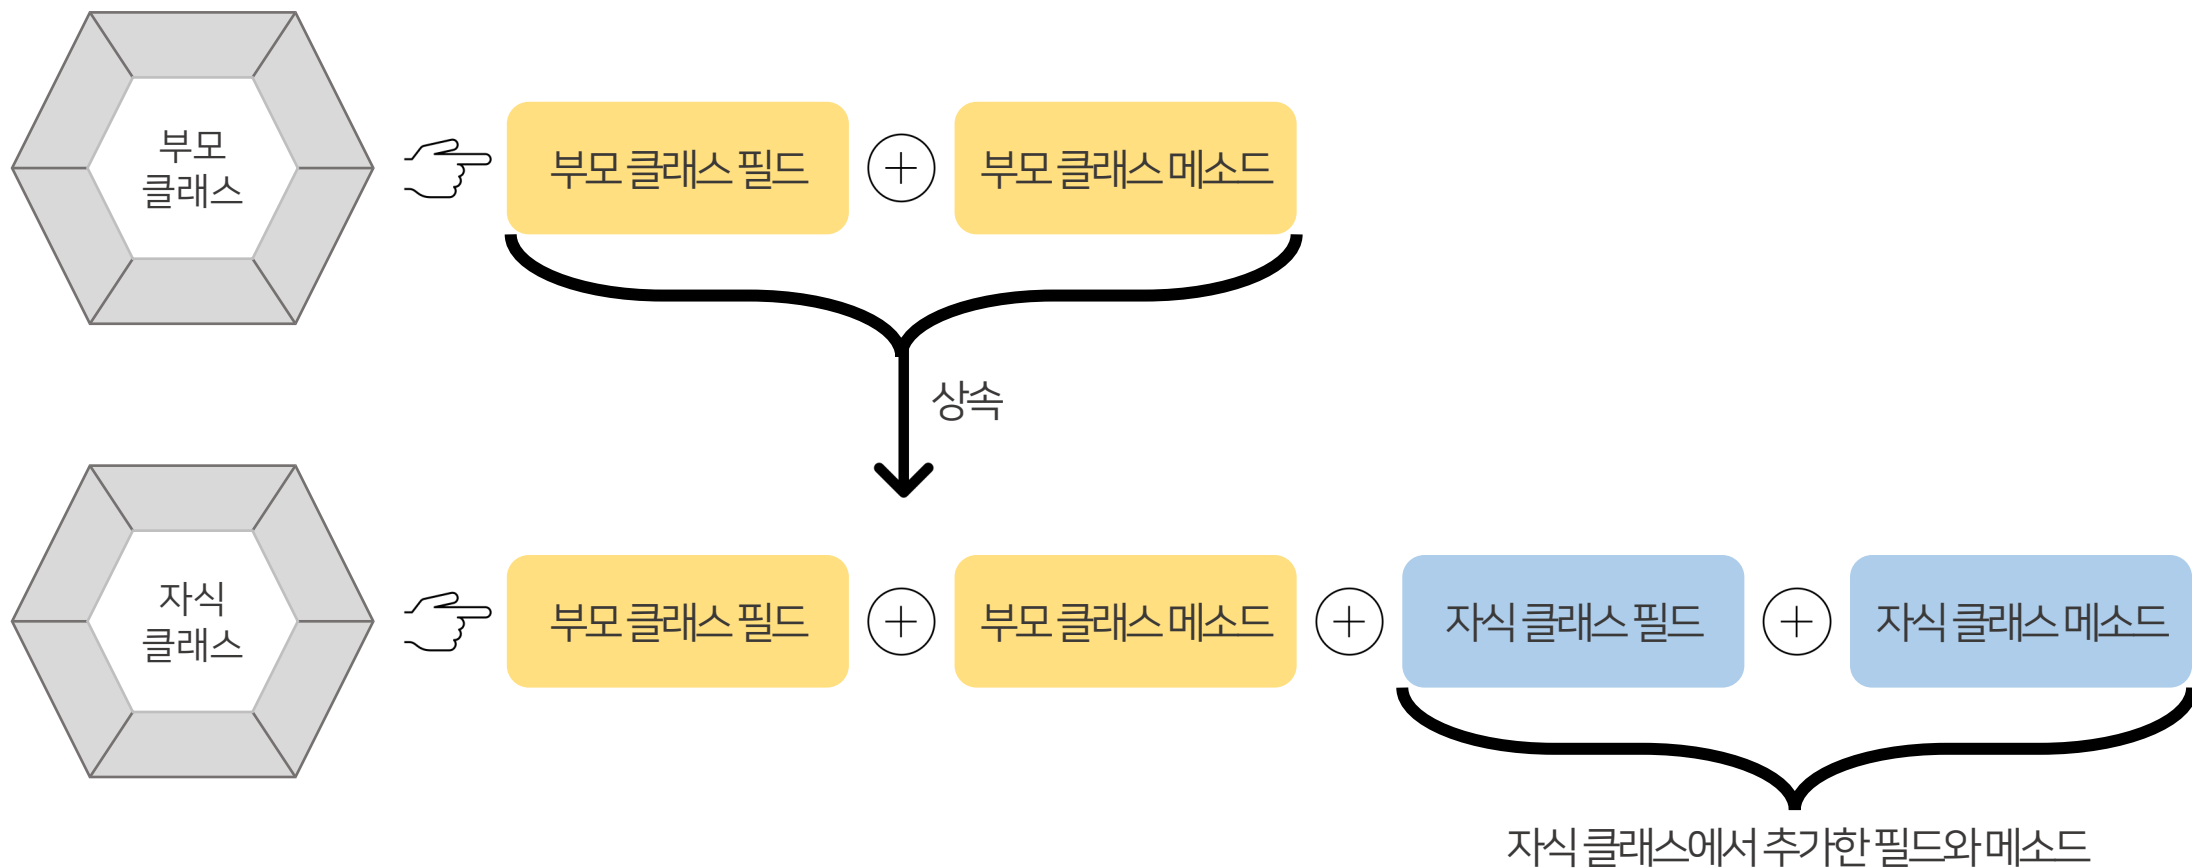 부모
클래스
부모 클래스 필드
부모 클래스 메소드
상속
자식
클래스
부모 클래스 필드
부모 클래스 메소드
자식 클래스 필드
자식 클래스 메소드
자식 클래스에서 추가한 필드와 메소드